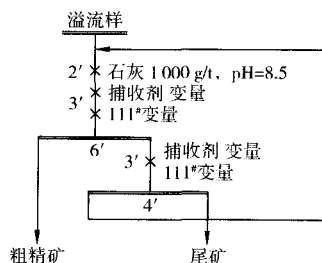 溢流样
2′ 石灰 1 000 g/t, pH=8.5
3′ 捕收剂 变量
111#变量
6′
3′ 捕收剂 变量
111#变量
4′
粗精矿
尾矿